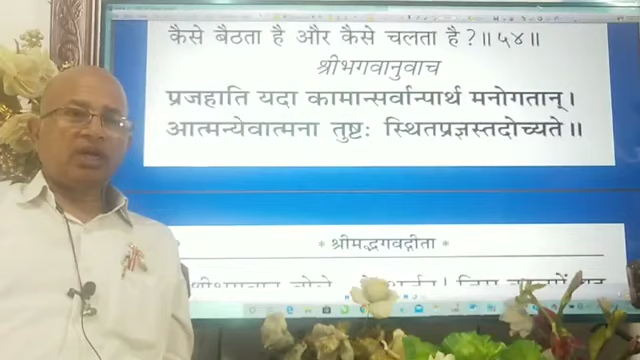 कैसे बैठता है और कैसे चलता है ?॥ ५४॥
श्रीभगवानुवाच
प्रजहाति यदा कामान्सर्वान्पार्थ मनोगतान्।
आत्मन्येवात्मना तुष्टः स्थितप्रज्ञस्तदोच्यते॥
* श्रीमद्भगवद्गीता *